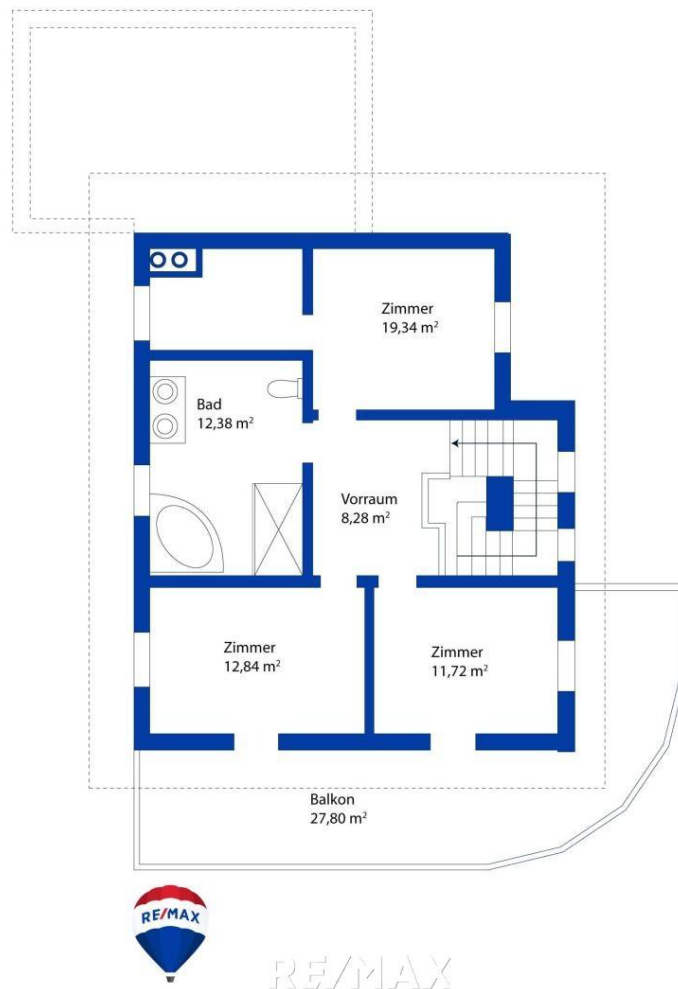 Zimmer
19,34 m²
Bad
12,38 m²
Vorraum
8,28 m²
Zimmer
12,84 m²
Zimmer
11,72 m²
Balkon
27,80 m²
RE/MAX
RE/MAX